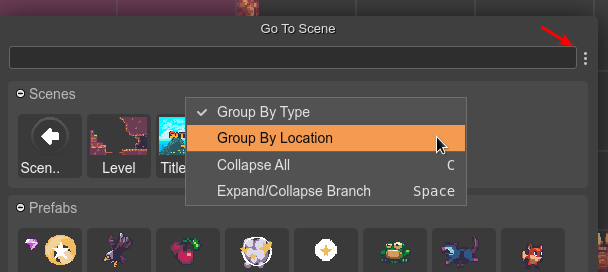 Go To Scene
Scenes
Scen..
Level
Title
Group By Type
Group By Location
Collapse All C
Expand/Collapse Branch Space
Prefabs